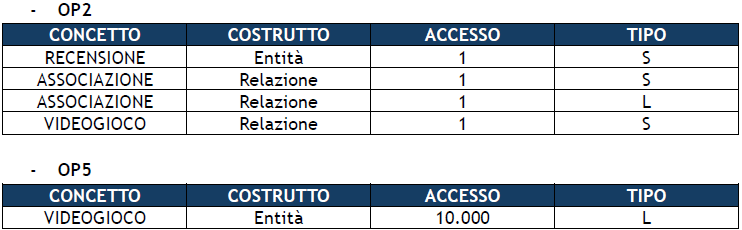 - OP2
CONCETTO COSTRUTTO ACCESSO TIPO
RECENSIONE Entità 1 S
ASSOCIAZIONE Relazione 1 S
ASSOCIAZIONE Relazione 1 L
VIDEOGIOCO Relazione 1 S
- OP5
CONCETTO COSTRUTTO ACCESSO TIPO
VIDEOGIOCO Entità 10.000 L